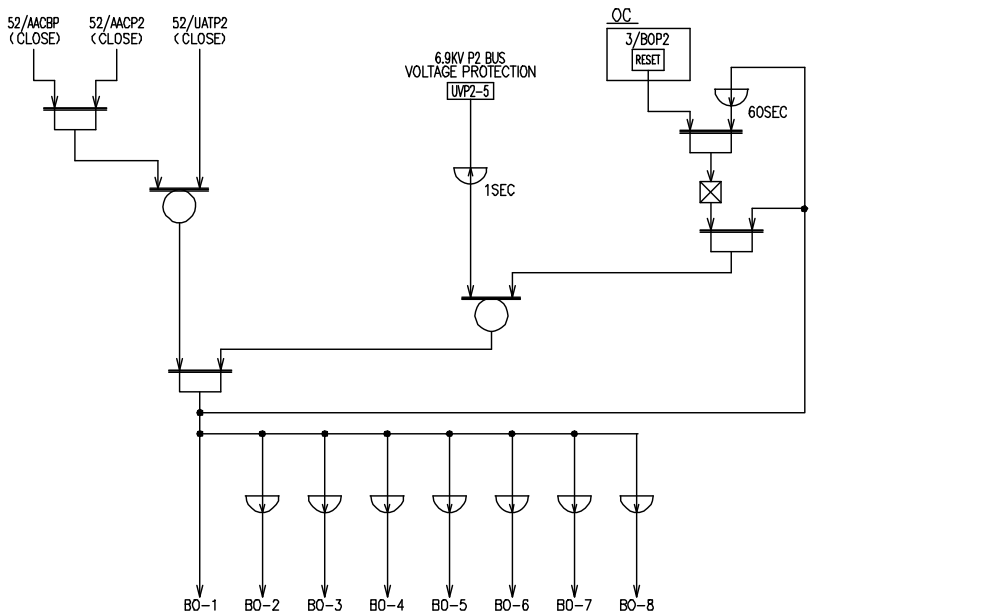 52/AACBP
(CLOSE)
52/AACP2
(CLOSE)
52/UATP2
(CLOSE)
6.9KV P2 BUS
VOLTAGE PROTECTION
UVP2-5
1SEC
OC
3/BOP2
RESET
60SEC
BO-1
BO-2
BO-3
BO-4
BO-5
BO-6
BO-7
BO-8